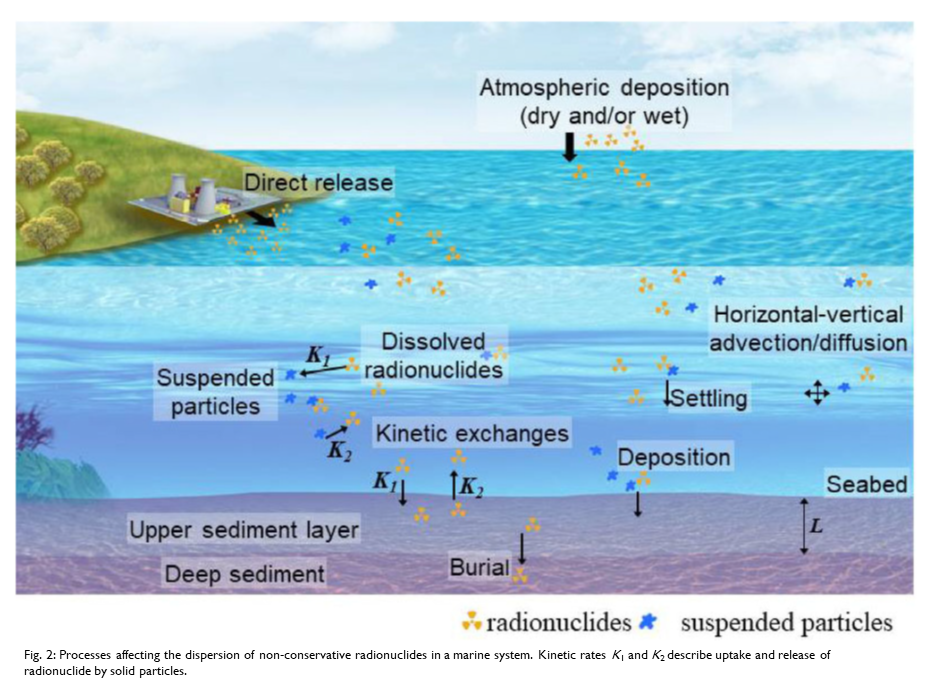 Atmospheric deposition
(dry and/or wet)
Direct release
Horizontal-vertical
advection/diffusion
Dissolved
radionuclides
K1
Suspended
particles
Settling
K2
Kinetic exchanges
Deposition
K1
K2
Seabed
Upper sediment layer
L
Deep sediment
Burial
radionuclides
suspended particles
Fig. 2: Processes affecting the dispersion of non-conservative radionuclides in a marine system. Kinetic rates K1 and K2 describe uptake and release of
radionuclide by solid particles.